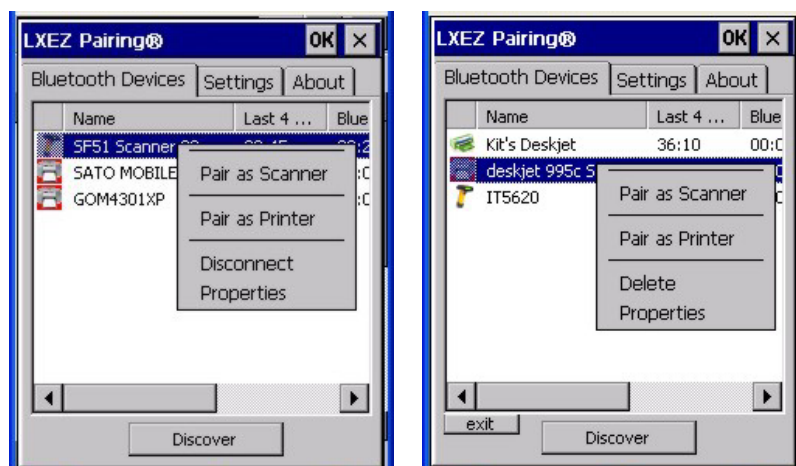 LXEZ Pairing® OK
Bluetooth Devices Settings About
Name Last 4 ... Blue
SF51 Scanner
SATO MOBILE
GOM4301XP
Pair as Scanner
Pair as Printer
Disconnect
Properties
Discover
LXEZ Pairing® OK
Bluetooth Devices Settings About
Name Last 4 ... Blue
Kit's Deskjet 36:10 00:0
deskjet 995c S
IT5620
Pair as Scanner
Pair as Printer
Delete
Properties
exit
Discover